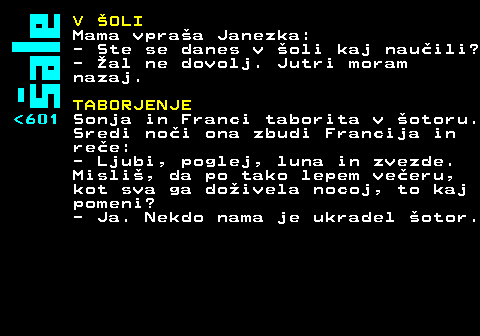 šale
<601
V ŠOLI
Mama vpraša Janezka:
- Ste se danes v šoli kaj naučili?
- Žal ne dovolj. Jutri moram
nazaj.
TABORJENJE
Sonja in Franci taborita v šotoru.
Sredi noči ona zbudi Francija in
reče:
- Ljubi, poglej, luna in zvezde.
Misliš, da po tako lepem večeru,
kot sva ga doživela nocoj, to kaj
pomeni?
- Ja. Nekdo nama je ukradel šotor.